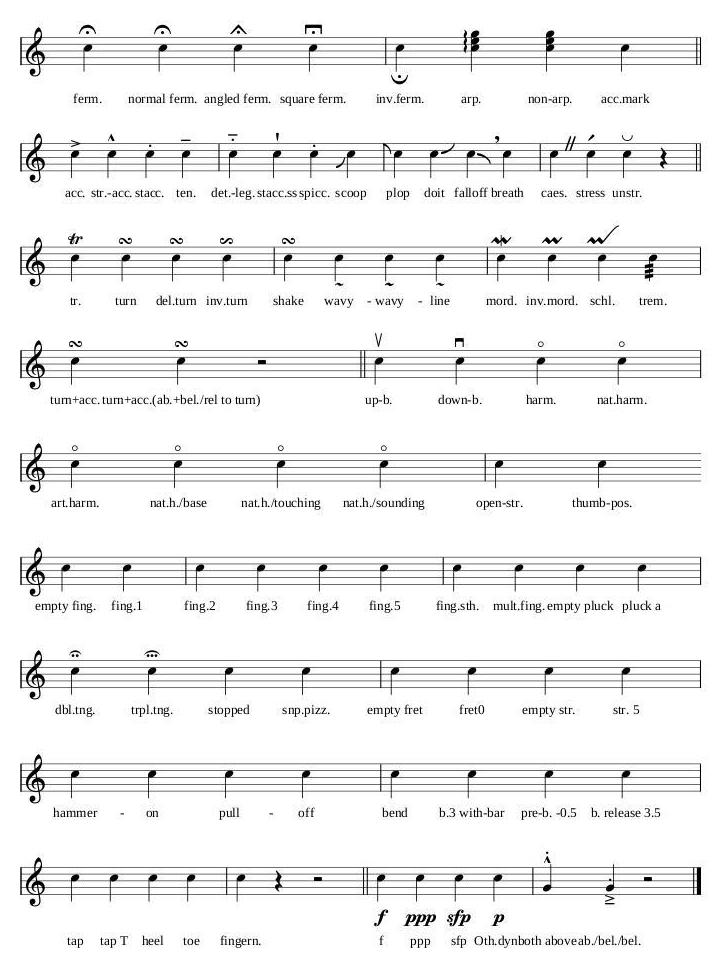 ferm. normal ferm. angled ferm. square ferm. inv.ferm. arp. non-arp. acc.mark
acc. str.-acc. stacc. ten. det.-leg. stacc.ss spicc. scoop plop doit falloff breath caes. stress unstr.
tr
tr. turn del.turn inv.turn shake wavy - wavy - line mord. inv.mord. schl. trem.
turn+acc. turn+acc.(ab.+bel./rel to turn) up-b. down-b. harm. nat.harm.
art.harm. nat.h./base nat.h./touching nat.h./sounding open-str. thumb-pos.
empty fing. fing.1 fing.2 fing.3 fing.4 fing.5 fing.sth. mult.fing. empty pluck pluck a
dbl.tng. trpl.tng. stopped snp.pizz. empty fret fret0 empty str. str. 5
hammer - on pull - off bend b.3 with-bar pre-b. -0.5 b. release 3.5
f ppp sfp p
tap tap T heel toe fingern. f ppp sfp Oth.dyn both above ab./bel./bel.